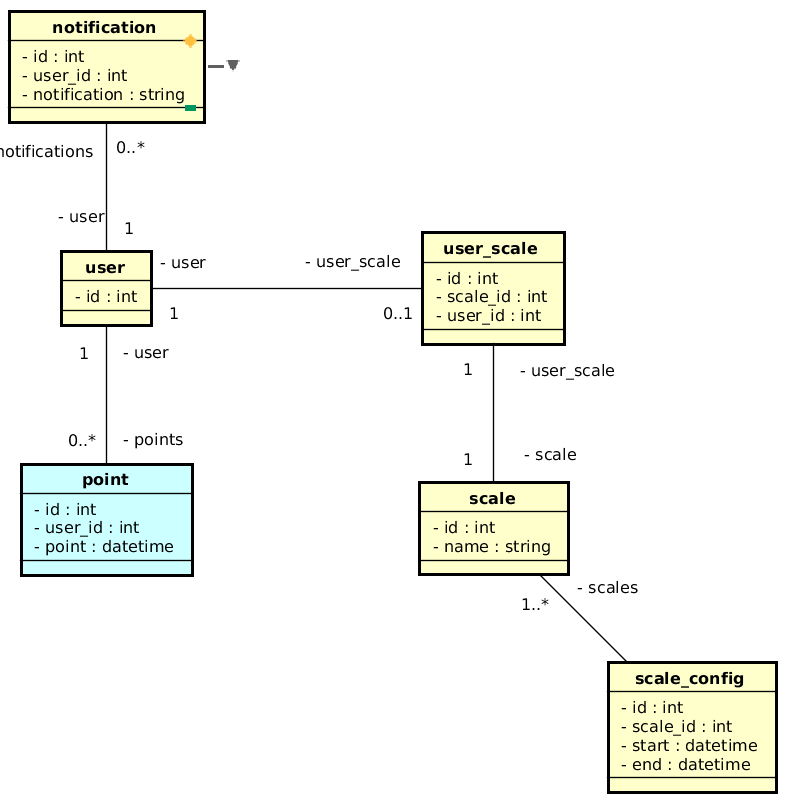 notification
- id : int
- user_id : int
- notification : string
notifications
0..*
- user
1
user
- id : int
- user
1
- user_scale
0..1
user_scale
- id : int
- scale_id : int
- user_id : int
1
- user
0..*
- points
point
- id : int
- user_id : int
- point : datetime
1
- user_scale
1
- scale
scale
- id : int
- name : string
- scales
1..*
scale_config
- id : int
- scale_id : int
- start : datetime
- end : datetime